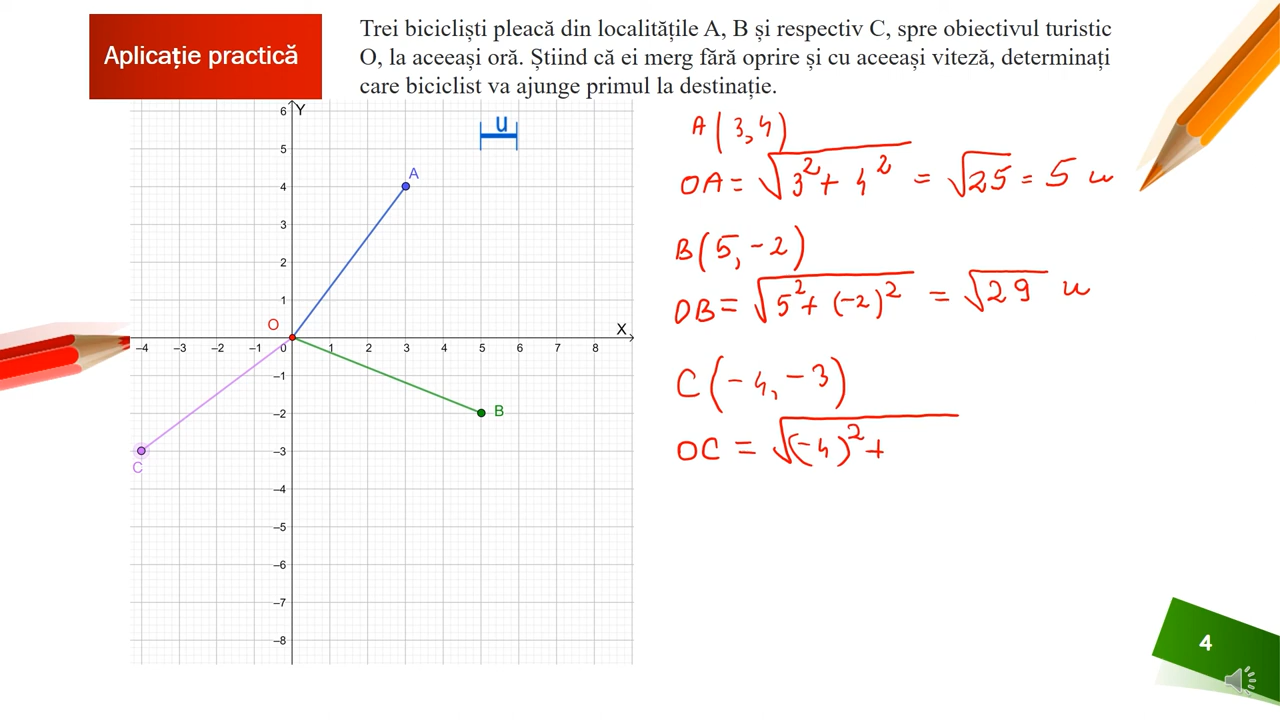 Aplicație practică
Trei bicicliști pleacă din localitățile A, B și respectiv C, spre obiectivul turistic
O, la aceeași oră. Știind că ei merg fără oprire și cu aceeași viteză, determinați
care biciclist va ajunge primul la destinație.
Y
X
6
5
4
3
2
1
0
–1
–2
–3
–4
–5
–6
–7
–8
–4 –3 –2 –1 0 1 2 3 4 5 6 7 8
u
A
O
B
C
A(3,4)
OA = √(3² + 4²) = √25 = 5 u
B(5, -2)
OB = √(5² + (-2)²) = √29 u
C(-4, -3)
OC = √((-4)² +
4